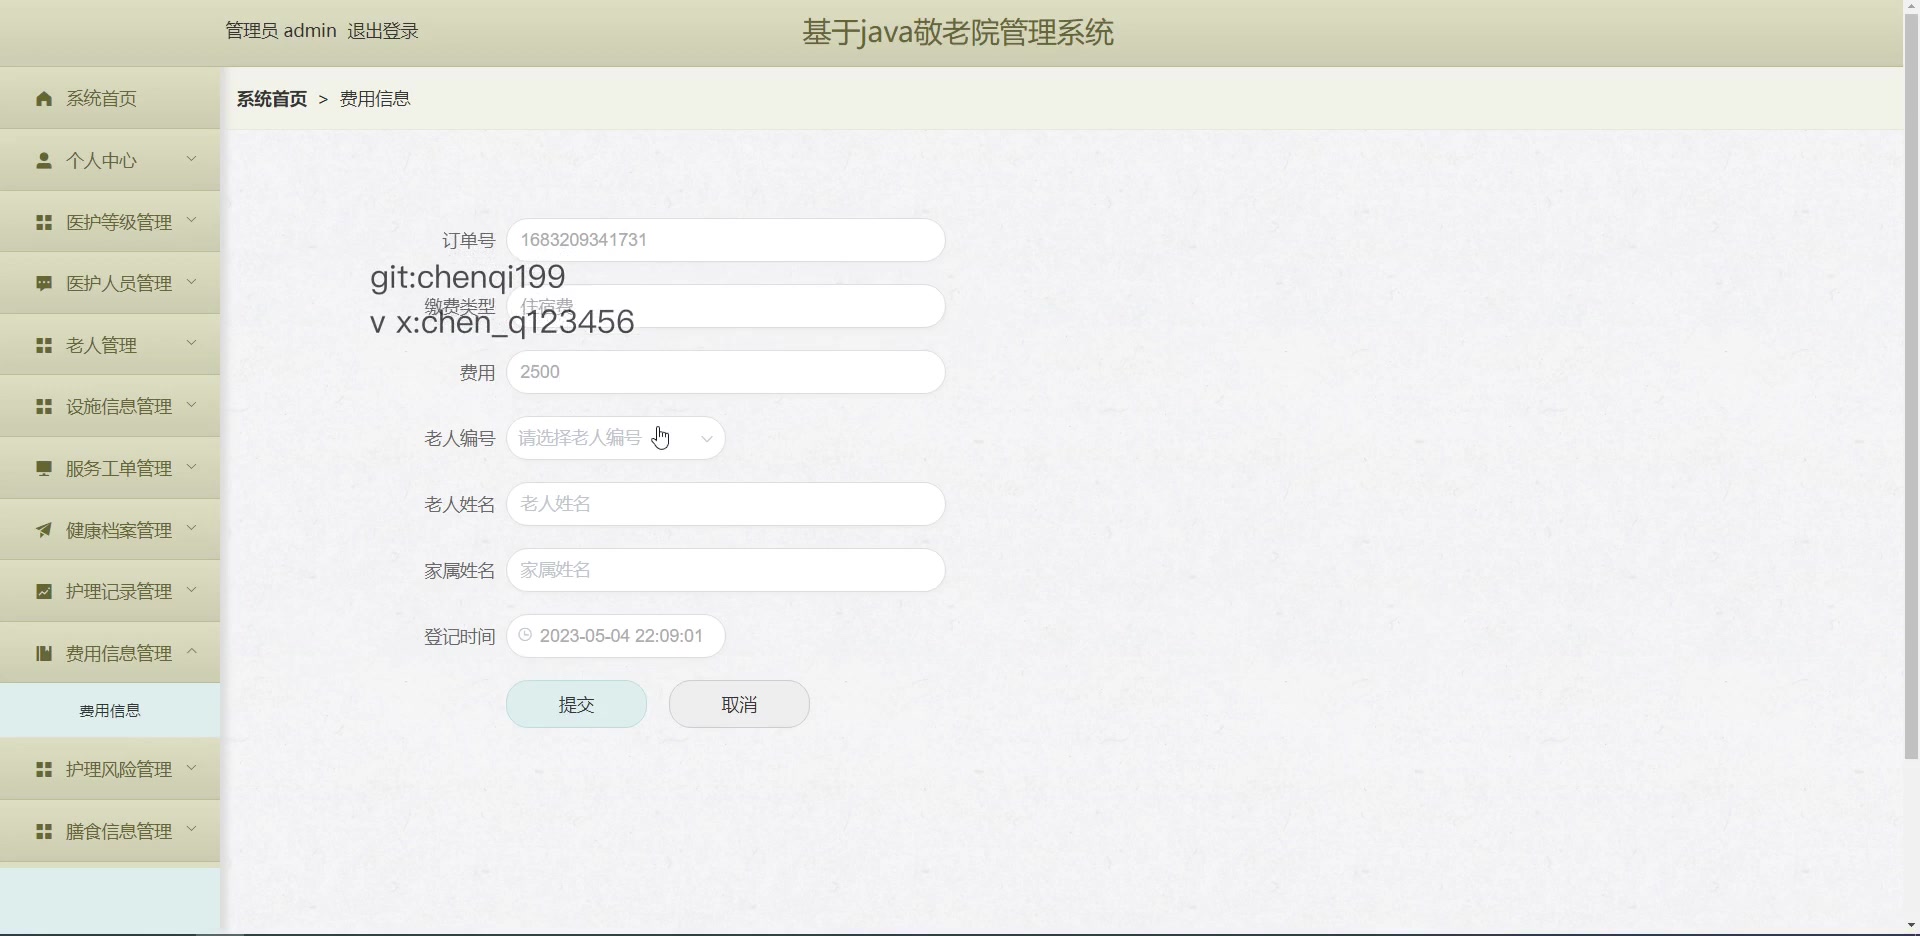 管理员 admin 退出登录
基于java敬老院管理系统
系统首页
个人中心
医护等级管理
医护人员管理
老人管理
设施信息管理
服务工单管理
健康档案管理
护理记录管理
费用信息管理
费用信息
护理风险管理
膳食信息管理
系统首页 > 费用信息
订单号 1683209341731
git:chenqi199
缴费类型 住宿费
v x:chen_q123456
费用 2500
老人编号 请选择老人编号
老人姓名 老人姓名
家属姓名 家属姓名
登记时间 2023-05-04 22:09:01
提交 取消